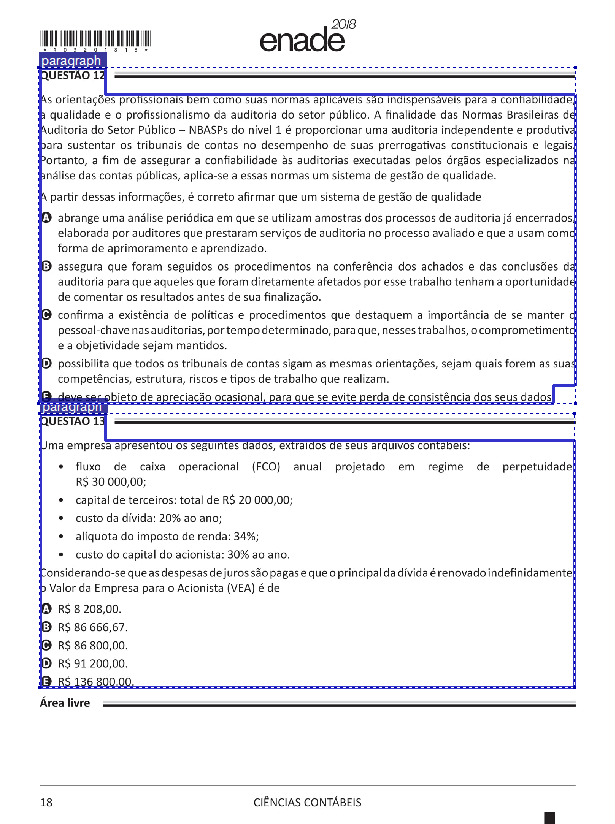 enade 2018
* R 0 3 2 0 1 8 1 8 *
paragraph
QUESTÃO 12
As orientações profissionais bem como suas normas aplicáveis são indispensáveis para a confiabilidade,
a qualidade e o profissionalismo da auditoria do setor público. A finalidade das Normas Brasileiras de
Auditoria do Setor Público – NBASPs do nível 1 é proporcionar uma auditoria independente e produtiva
para sustentar os tribunais de contas no desempenho de suas prerrogativas constitucionais e legais.
Portanto, a fim de assegurar a confiabilidade às auditorias executadas pelos órgãos especializados na
análise das contas públicas, aplica-se a essas normas um sistema de gestão de qualidade.
A partir dessas informações, é correto afirmar que um sistema de gestão de qualidade
A abrange uma análise periódica em que se utilizam amostras dos processos de auditoria já encerrados,
elaborada por auditores que prestaram serviços de auditoria no processo avaliado e que a usam como
forma de aprimoramento e aprendizado.
B assegura que foram seguidos os procedimentos na conferência dos achados e das conclusões da
auditoria para que aqueles que foram diretamente afetados por esse trabalho tenham a oportunidade
de comentar os resultados antes de sua finalização.
C confirma a existência de políticas e procedimentos que destaquem a importância de se manter o
pessoal-chave nas auditorias, por tempo determinado, para que, nesses trabalhos, o comprometimento
e a objetividade sejam mantidos.
D possibilita que todos os tribunais de contas sigam as mesmas orientações, sejam quais forem as suas
competências, estrutura, riscos e tipos de trabalho que realizam.
E deve ser objeto de apreciação ocasional, para que se evite perda de consistência dos seus dados.
paragraph
QUESTÃO 13
Uma empresa apresentou os seguintes dados, extraídos de seus arquivos contábeis:
• fluxo de caixa operacional (FCO) anual projetado em regime de perpetuidade:
R$ 30 000,00;
• capital de terceiros: total de R$ 20 000,00;
• custo da dívida: 20% ao ano;
• alíquota do imposto de renda: 34%;
• custo do capital do acionista: 30% ao ano.
Considerando-se que as despesas de juros são pagas e que o principal da dívida é renovado indefinidamente,
o Valor da Empresa para o Acionista (VEA) é de
A R$ 8 208,00.
B R$ 86 666,67.
C R$ 86 800,00.
D R$ 91 200,00.
E R$ 136 800,00.
Área livre
18
CIÊNCIAS CONTÁBEIS